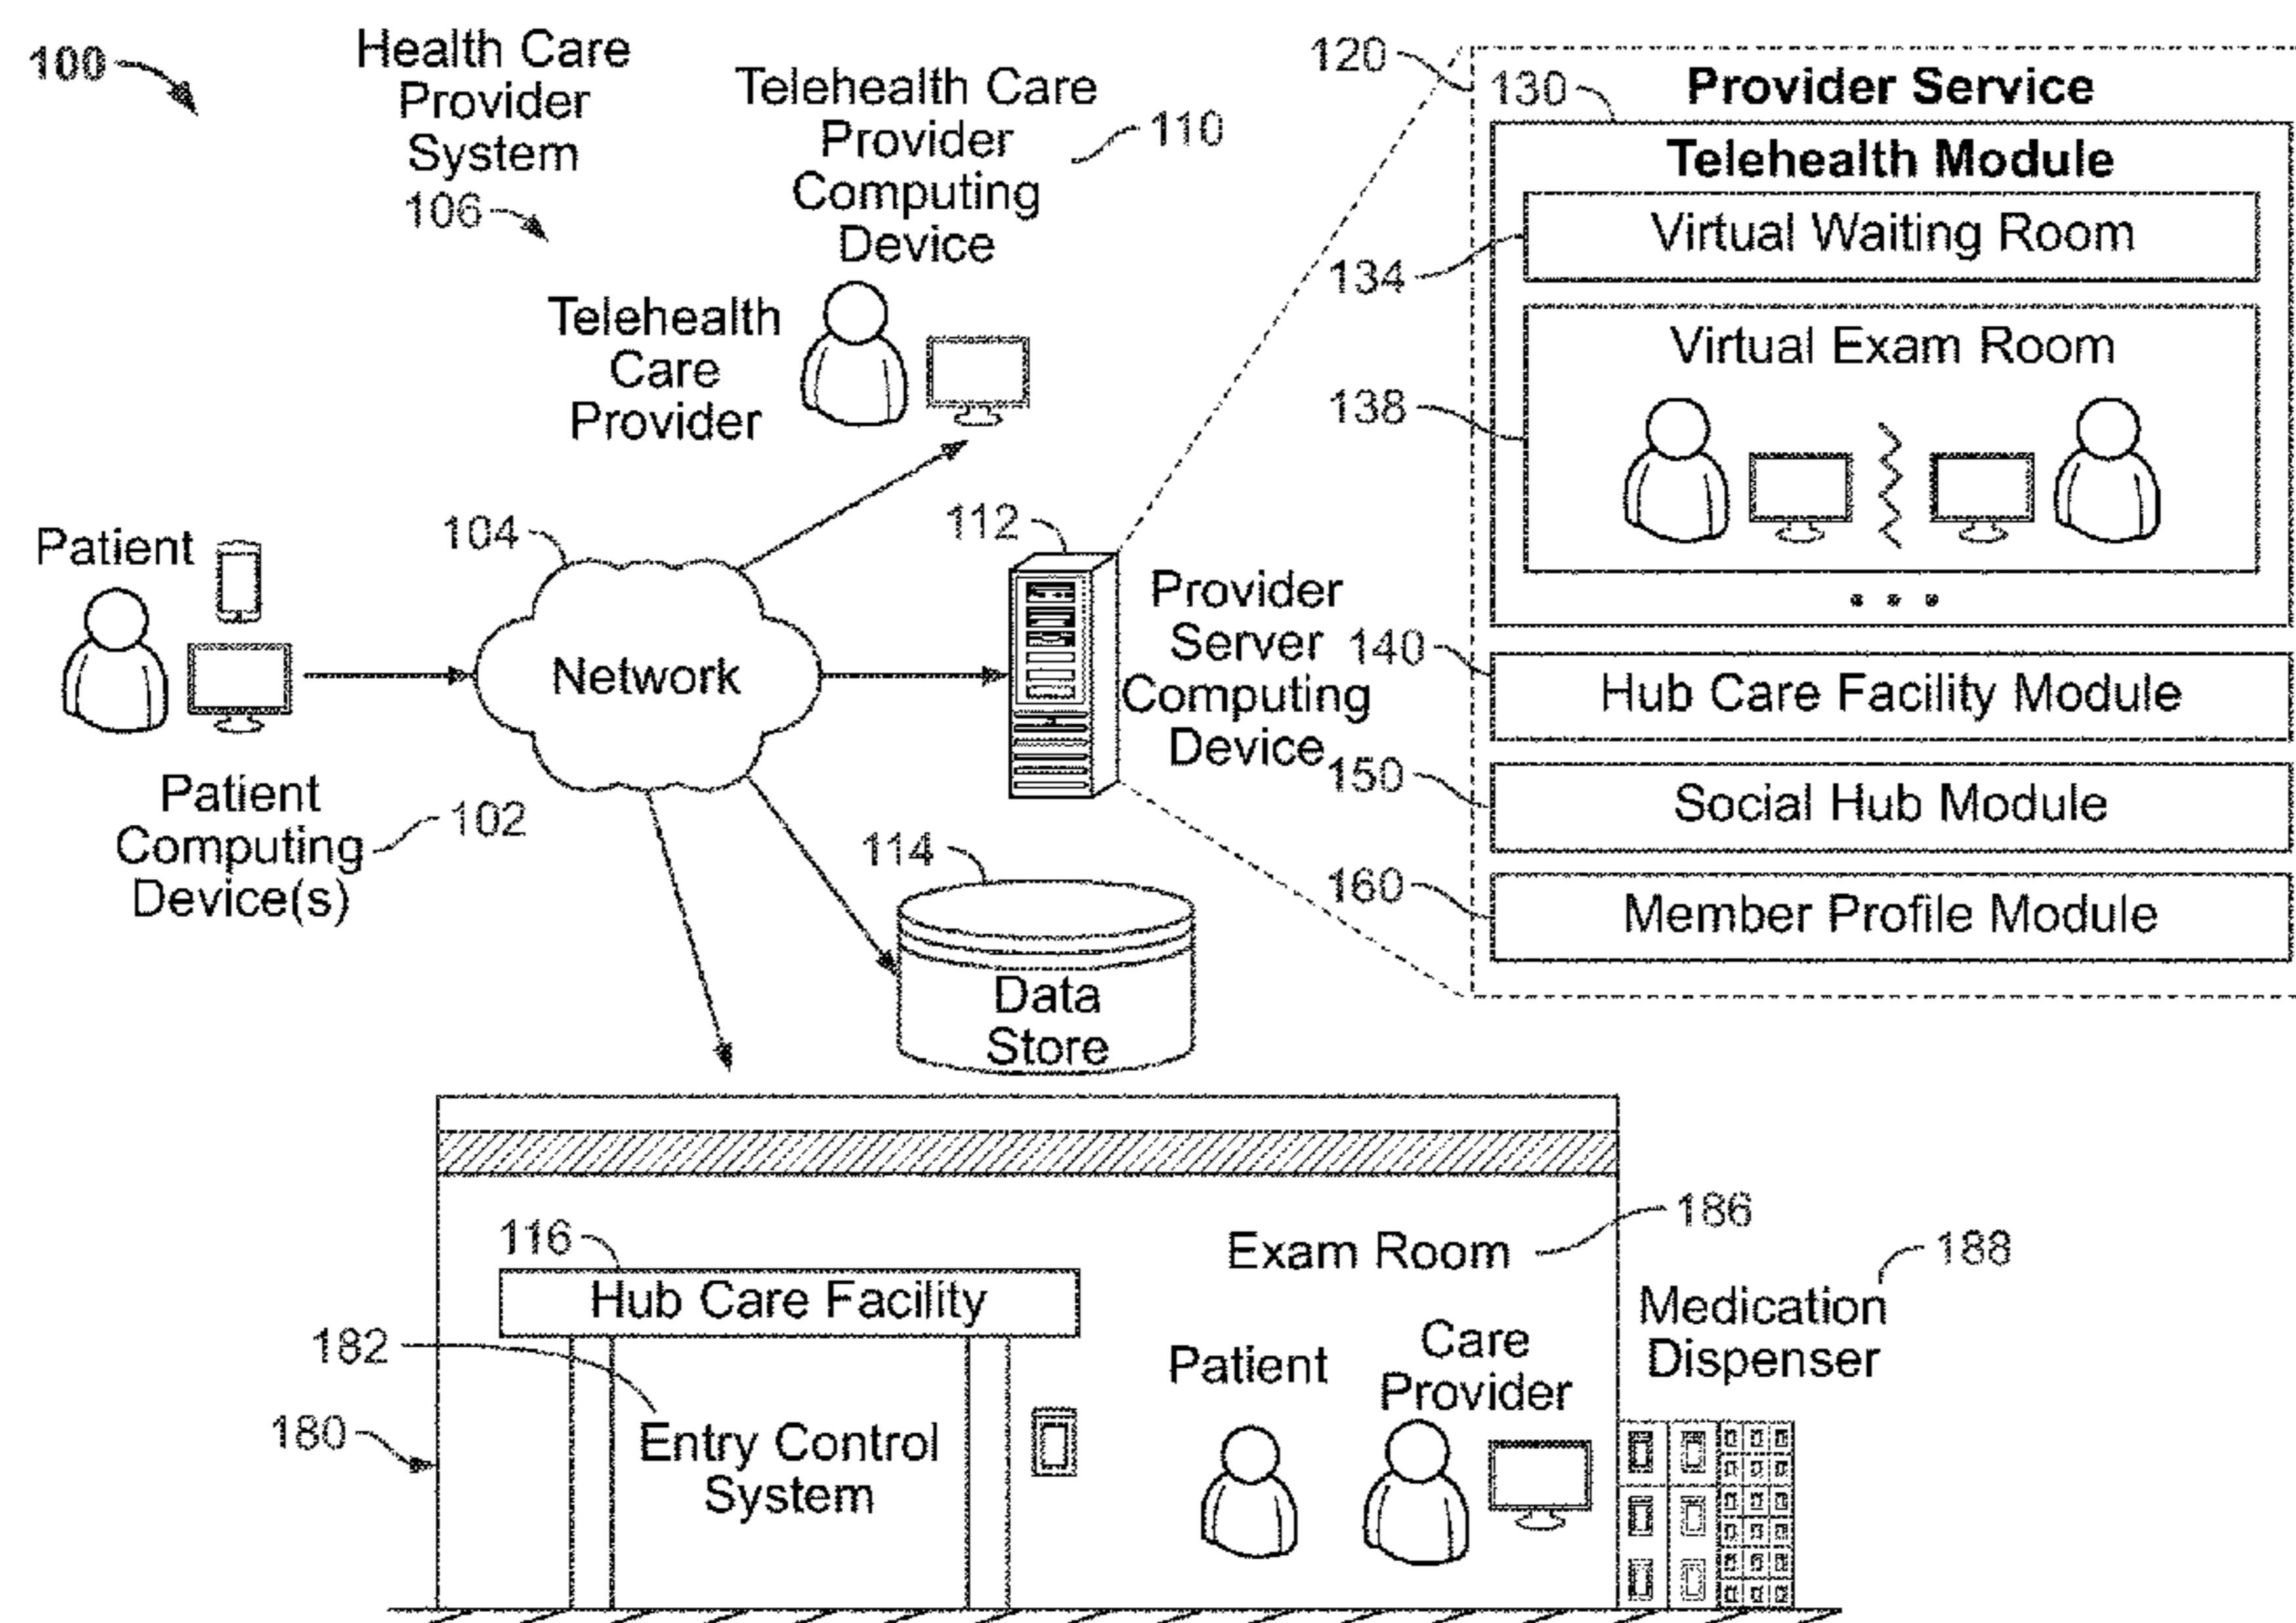 100
Health Care
Provider
System
106
Telehealth Care
Provider
Computing
Device
110
Telehealth
Care
Provider
Patient
104
Network
112
Provider
Server
Computing
Device
Patient
Computing
Device(s)
102
114
Data
Store
120
Provider Service
130
Telehealth Module
Virtual Waiting Room
134
Virtual Exam Room
138
140
Hub Care Facility Module
150
Social Hub Module
160
Member Profile Module
116
Hub Care Facility
182
Entry Control
System
180
Exam Room
186
Patient
Care
Provider
188
Medication
Dispenser